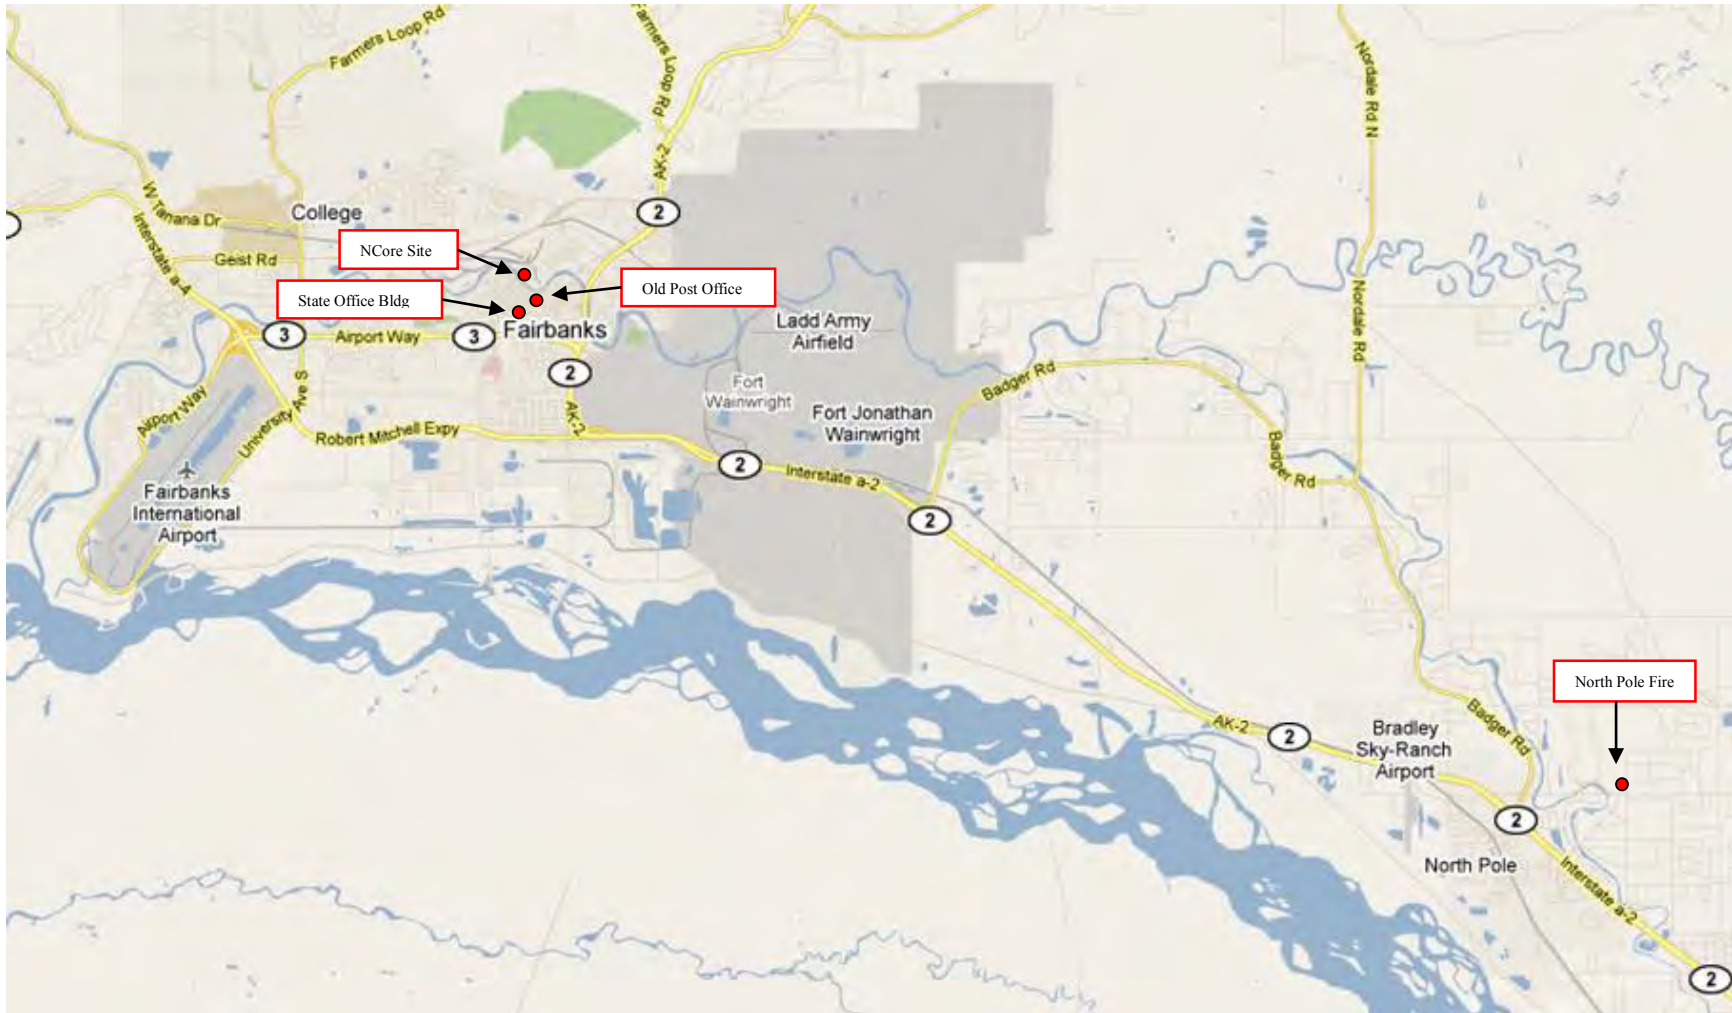 Farmers Loop Rd
Farmers Loop Rd
Nordale Rd N
AK-2
W Tanana Dr
College
2
Interstate a-4
NCore Site
Geist Rd
Old Post Office
State Office Bldg
Nordale Rd
Fairbanks
Ladd Army
Airfield
3
Airport Way
3
2
Badger Rd
Fort
Wainwright
Airport Way
University Ave S
AK-2
Fort Jonathan
Wainwright
Robert Mitchell Expy
Badger Rd
2
Interstate a-2
Fairbanks
International
Airport
2
North Pole Fire
Badger Rd
AK-2
2
Bradley
Sky-Ranch
Airport
2
North Pole
Interstate a-2
2